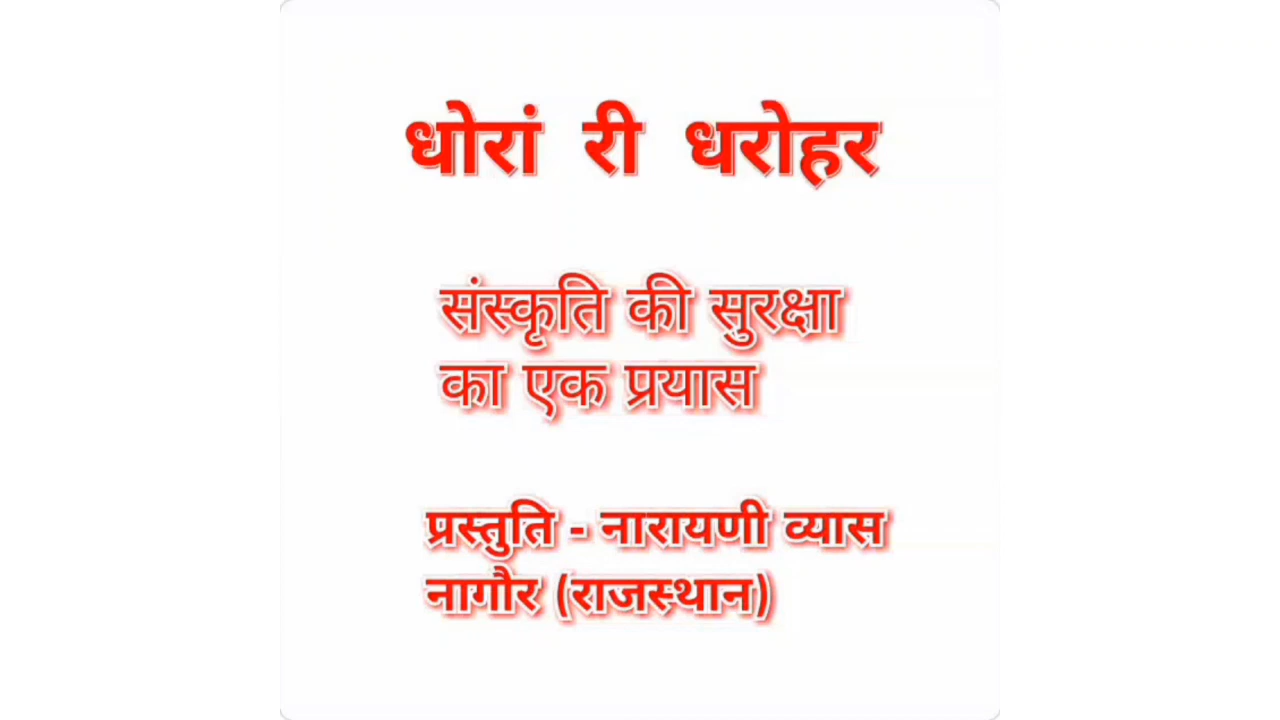 धोरां री धरोहर
संस्कृति की सुरक्षा
का एक प्रयास
प्रस्तुति - नारायणी व्यास
नागौर (राजस्थान)